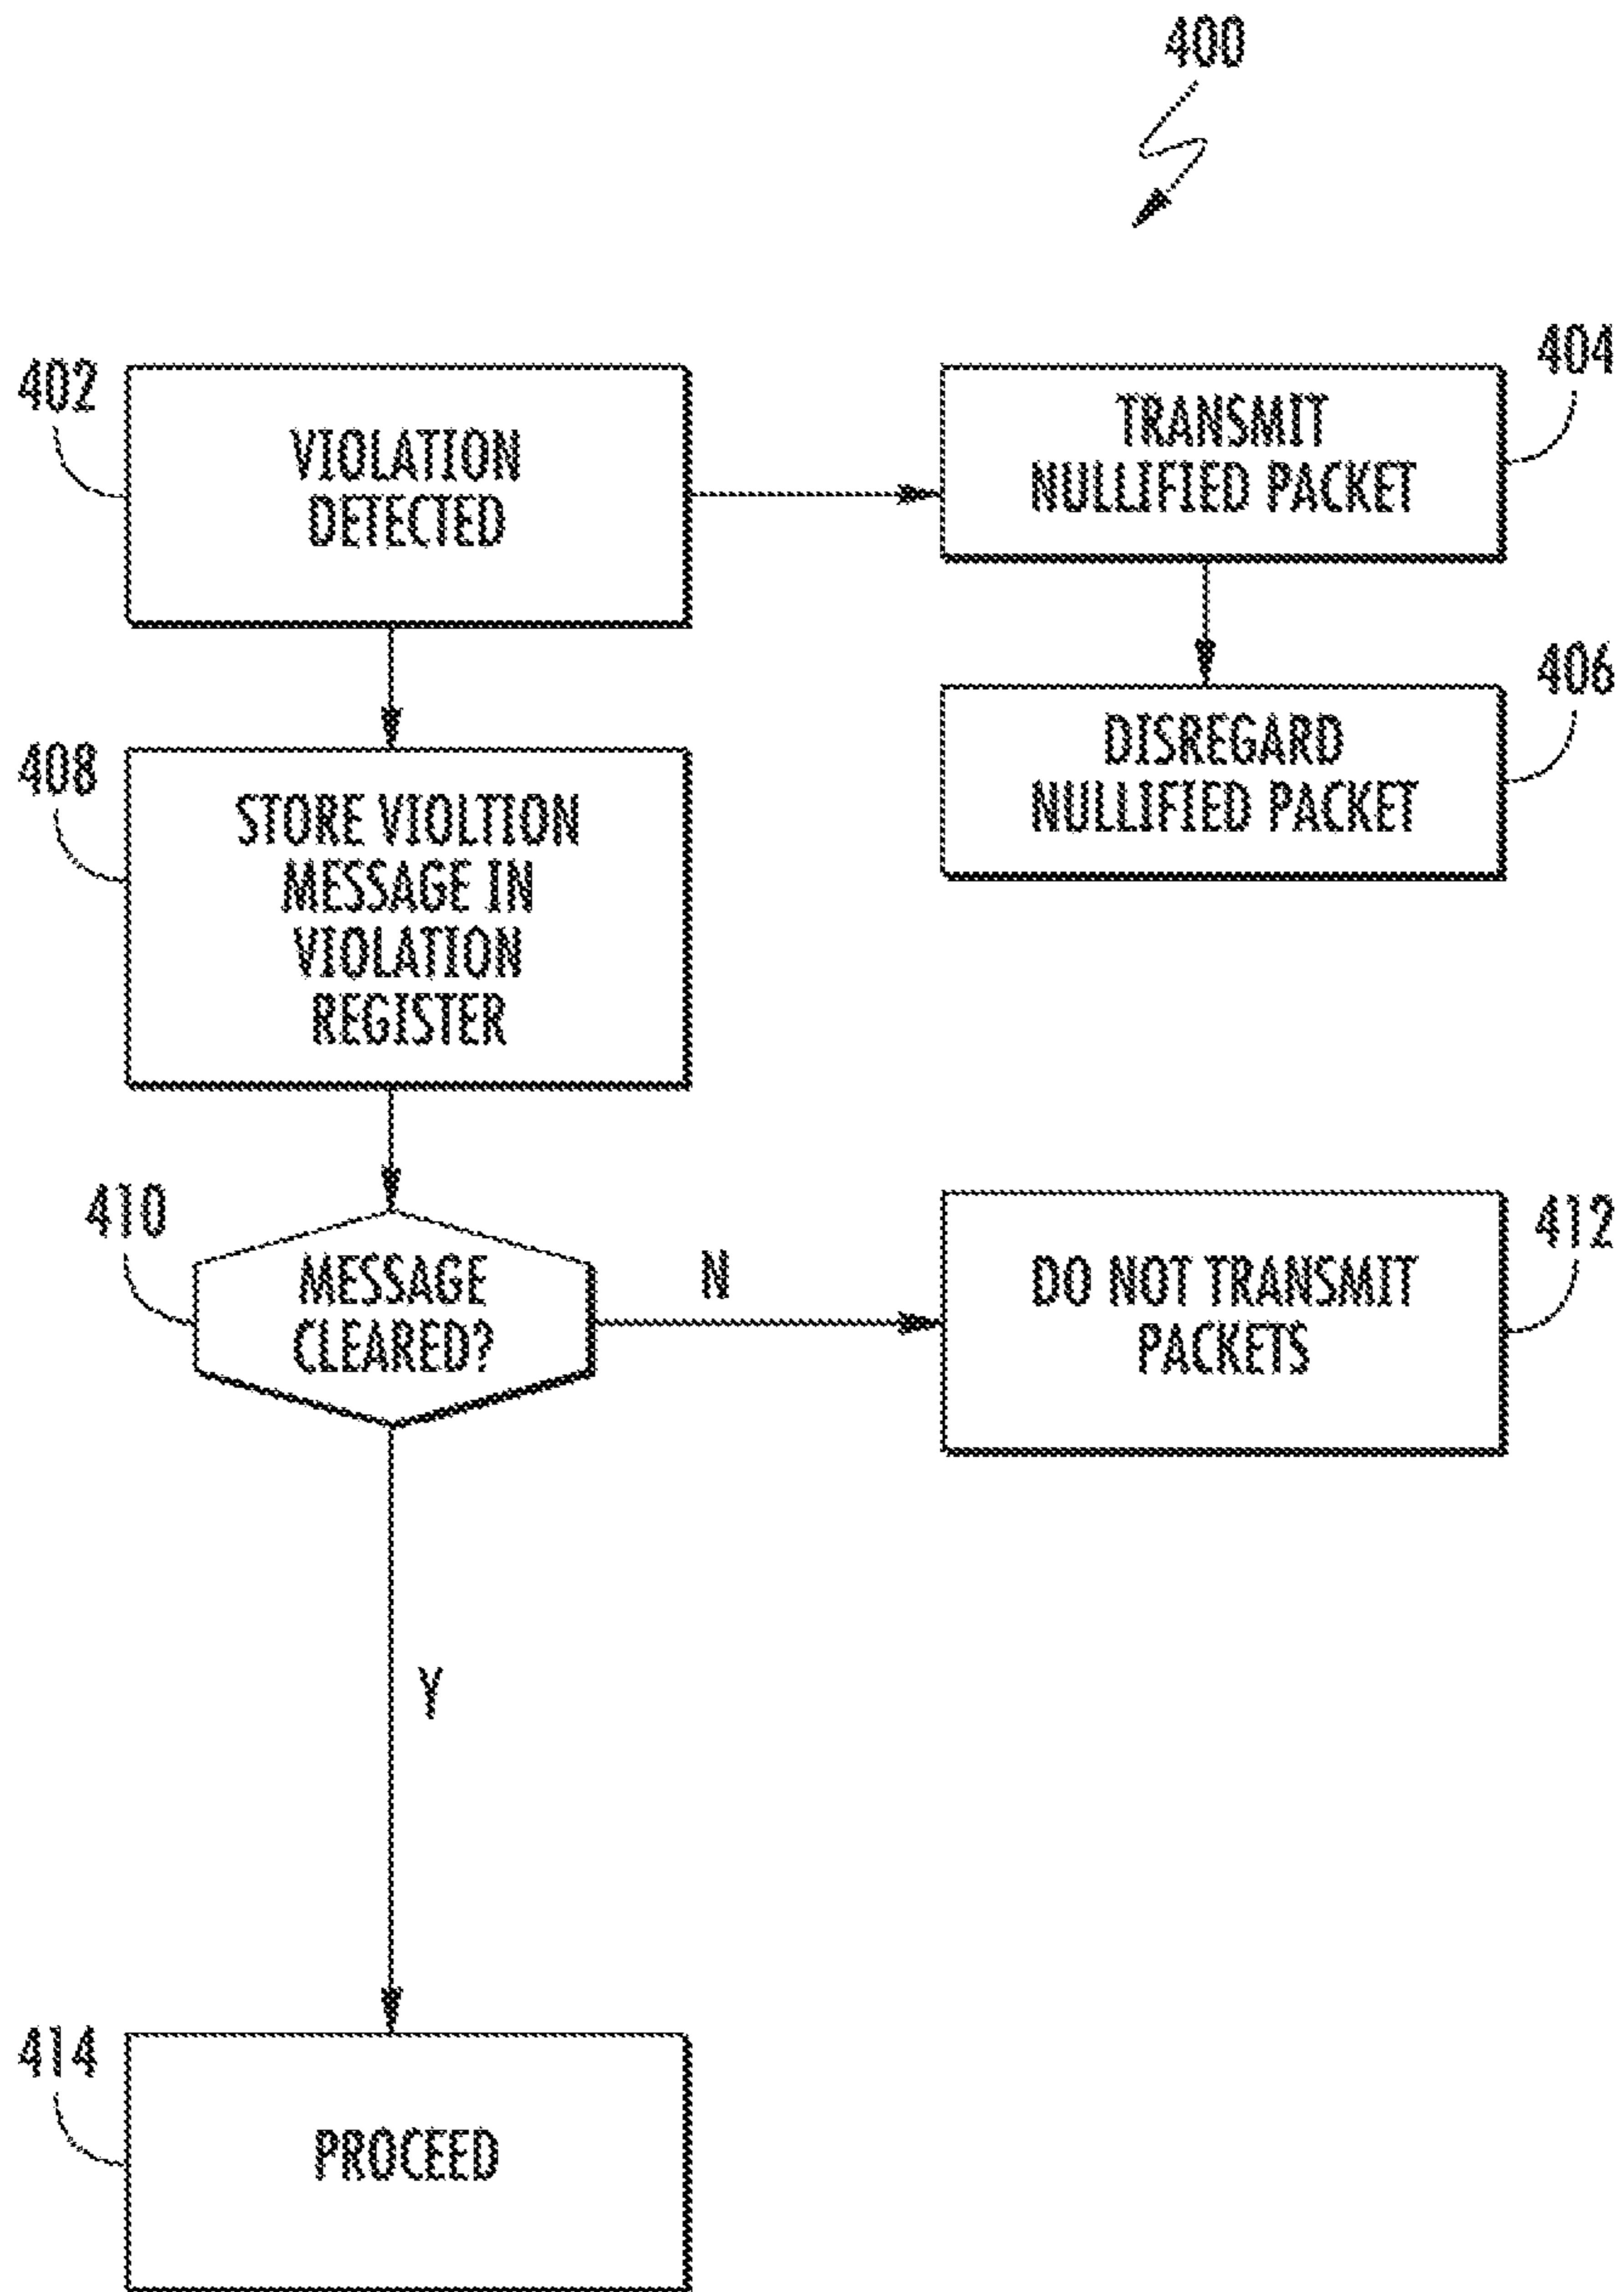 400
402
VIOLATION
DETECTED
404
TRANSMIT
NULLIFIED PACKET
406
DISREGARD
NULLIFIED PACKET
408
STORE VIOLTION
MESSAGE IN
VIOLATION
REGISTER
410
MESSAGE
CLEARED?
N
412
DO NOT TRANSMIT
PACKETS
Y
414
PROCEED